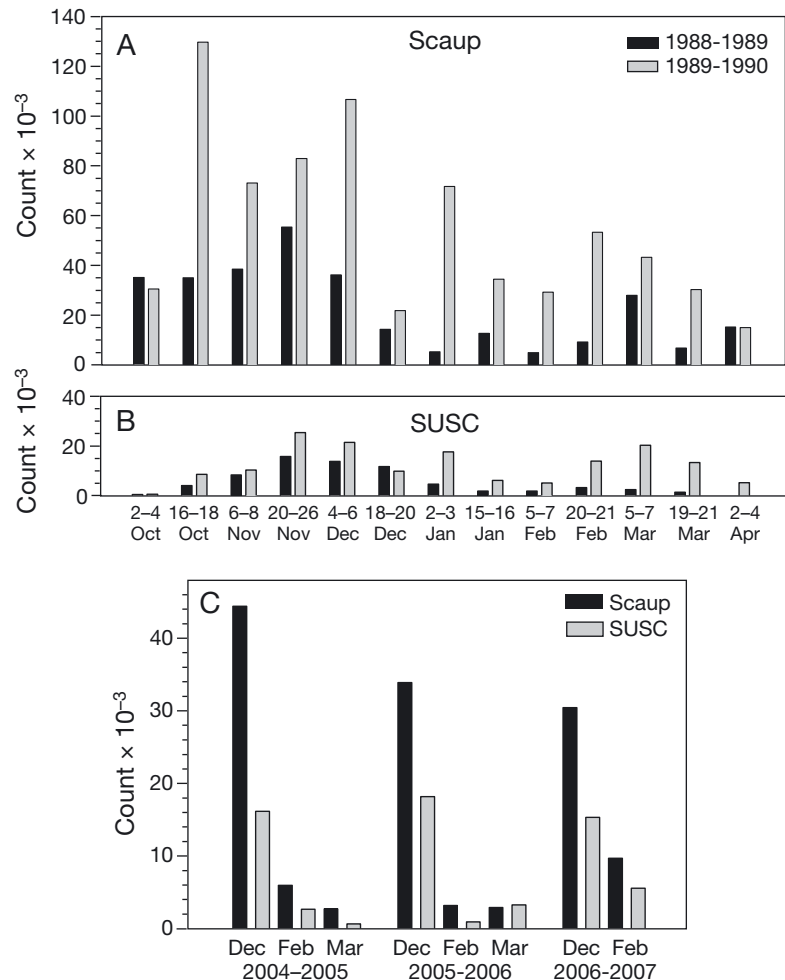 A
Scaup
1988-1989
1989-1990
Count × 10⁻³
140
120
100
80
60
40
20
0
B
SUSC
Count × 10⁻³
40
20
0
2–4 16–18 6–8 20–26 4–6 18–20 2–3 15–16 5–7 20–21 5–7 19–21 2–4
Oct Oct Nov Nov Dec Dec Jan Jan Feb Feb Mar Mar Apr
C
Scaup
SUSC
Count × 10⁻³
40
30
20
10
0
Dec Feb Mar Dec Feb Mar Dec Feb
2004–2005 2005-2006 2006-2007